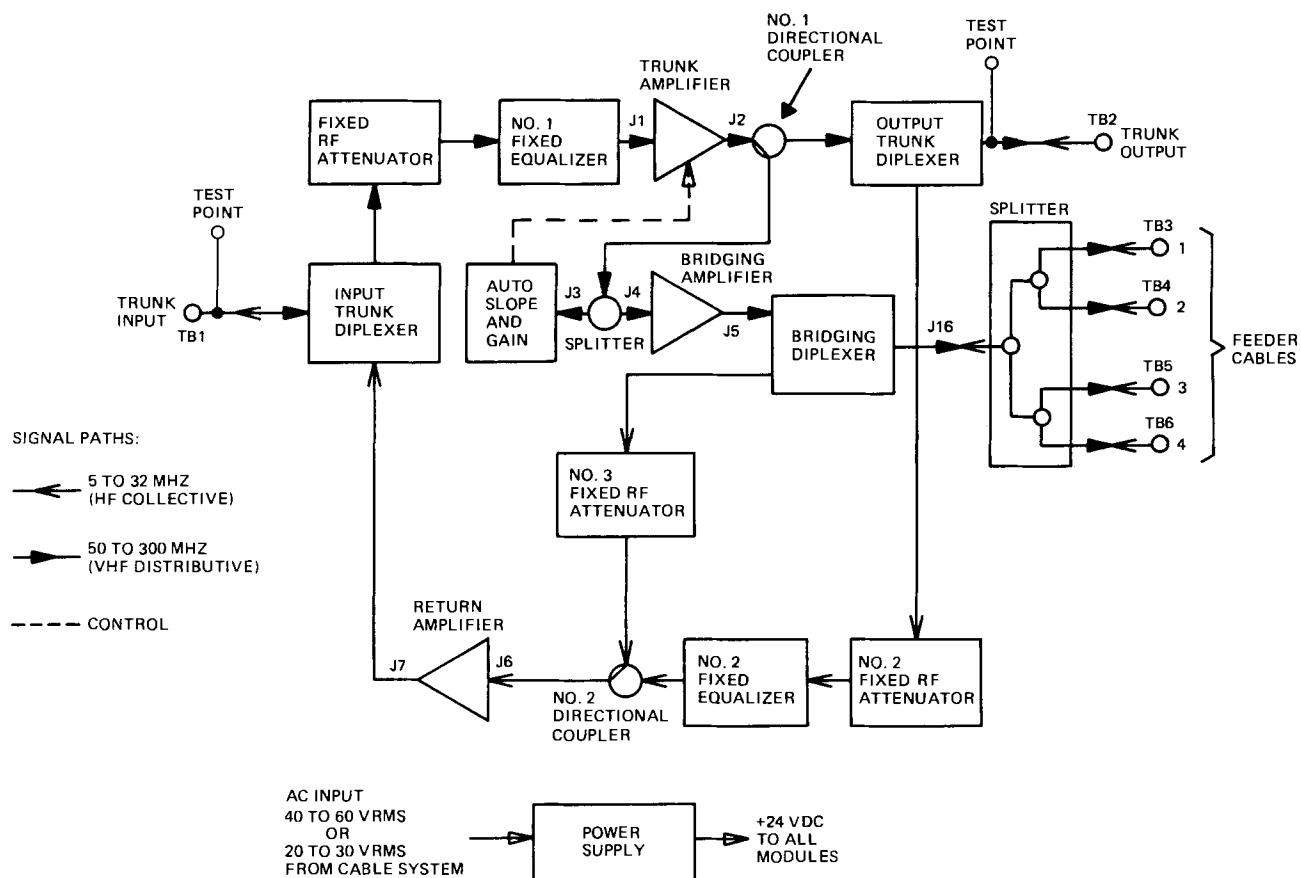 NO. 1
DIRECTIONAL
COUPLER
TEST
POINT
TRUNK
AMPLIFIER
FIXED
RF
ATTENUATOR
NO. 1
FIXED
EQUALIZER
J1
J2
OUTPUT
TRUNK
DIPLEXER
TB2
TRUNK
OUTPUT
TEST
POINT
SPLITTER
TB3
1
TB4
2
TB5
3
TB6
4
FEEDER
CABLES
BRIDGING
AMPLIFIER
TRUNK
INPUT
TB1
INPUT
TRUNK
DIPLEXER
AUTO
SLOPE
AND
GAIN
J3
J4
SPLITTER
J5
BRIDGING
DIPLEXER
J16
SIGNAL PATHS:
5 TO 32 MHZ
(HF COLLECTIVE)
50 TO 300 MHZ
(VHF DISTRIBUTIVE)
CONTROL
NO. 3
FIXED RF
ATTENUATOR
RETURN
AMPLIFIER
J7
J6
NO. 2
DIRECTIONAL
COUPLER
NO. 2
FIXED
EQUALIZER
NO. 2
FIXED RF
ATTENUATOR
AC INPUT
40 TO 60 VRMS
OR
20 TO 30 VRMS
FROM CABLE SYSTEM
POWER
SUPPLY
+24 VDC
TO ALL
MODULES